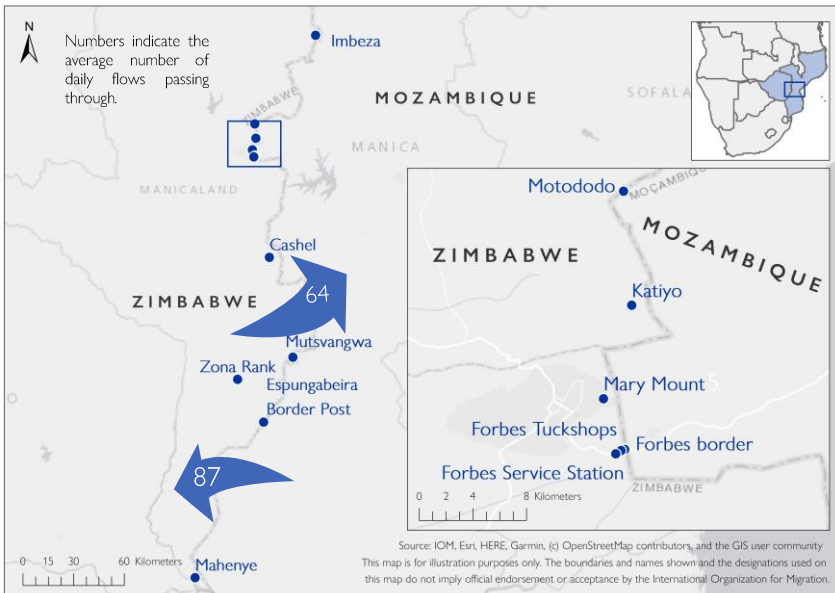 N
Numbers indicate the
average number of
daily flows passing
through.
Imbeza
ZIMBABWE
MOZAMBIQUE
SOFALA
MANICA
MANICALAND
Cashel
ZIMBABWE
64
Mutsvangwa
Zona Rank
Espungabeira
Border Post
87
Mahenye
0 15 30 60 Kilometers
Motododo
MOÇAMBIQU
ZIMBABWE
MOZAMBIQUE
Katiyo
Mary Mount
5
Forbes Tuckshops
Forbes border
Forbes Service Station
ZIMBABWE
0 2 4 8 Kilometers
Source: IOM, Esri, HERE, Garmin, (c) OpenStreetMap contributors, and the GIS user community
This map is for illustration purposes only. The boundaries and names shown and the designations used on
this map do not imply official endorsement or acceptance by the International Organization for Migration.